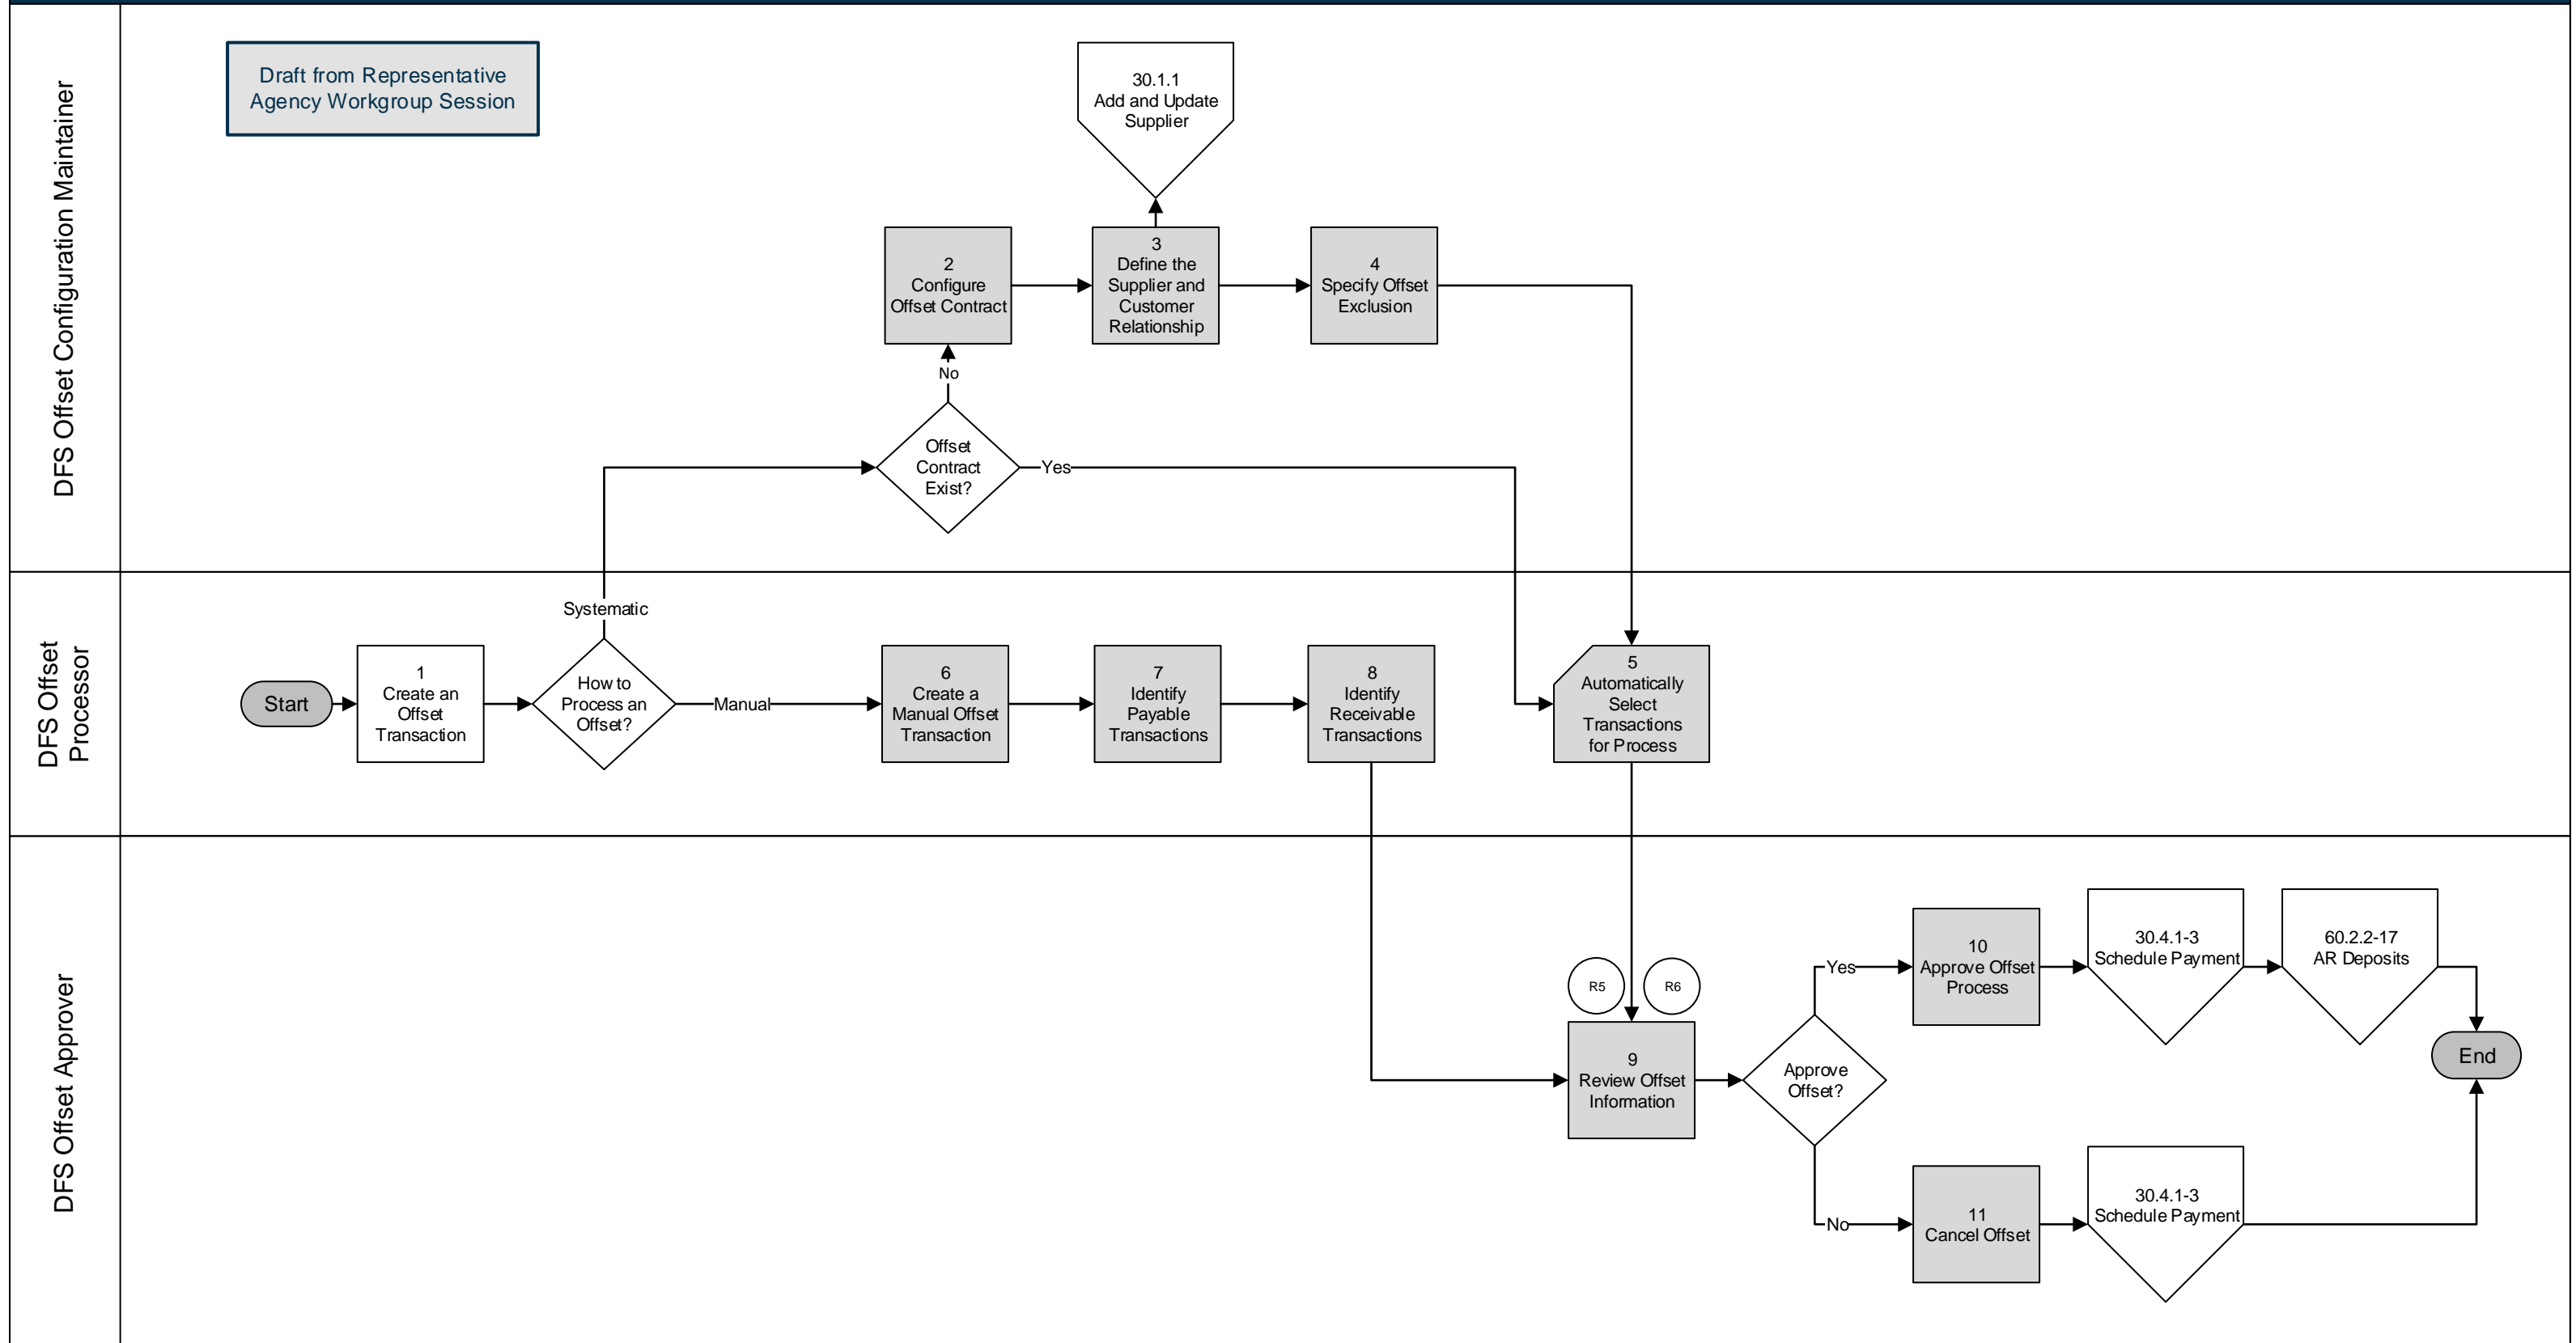 DFS Offset Configuration Maintainer
Draft from Representative
Agency Workgroup Session
30.1.1
Add and Update
Supplier
2
Configure
Offset Contract
3
Define the
Supplier and
Customer
Relationship
4
Specify Offset
Exclusion
No
Offset
Contract
Exist?
Yes
DFS Offset
Processor
Systematic
Start
1
Create an
Offset
Transaction
How to
Process an
Offset?
Manual
6
Create a
Manual Offset
Transaction
7
Identify
Payable
Transactions
8
Identify
Receivable
Transactions
5
Automatically
Select
Transactions
for Process
DFS Offset Approver
R5
R6
9
Review Offset
Information
Approve
Offset?
Yes
10
Approve Offset
Process
30.4.1-3
Schedule Payment
60.2.2-17
AR Deposits
End
No
11
Cancel Offset
30.4.1-3
Schedule Payment